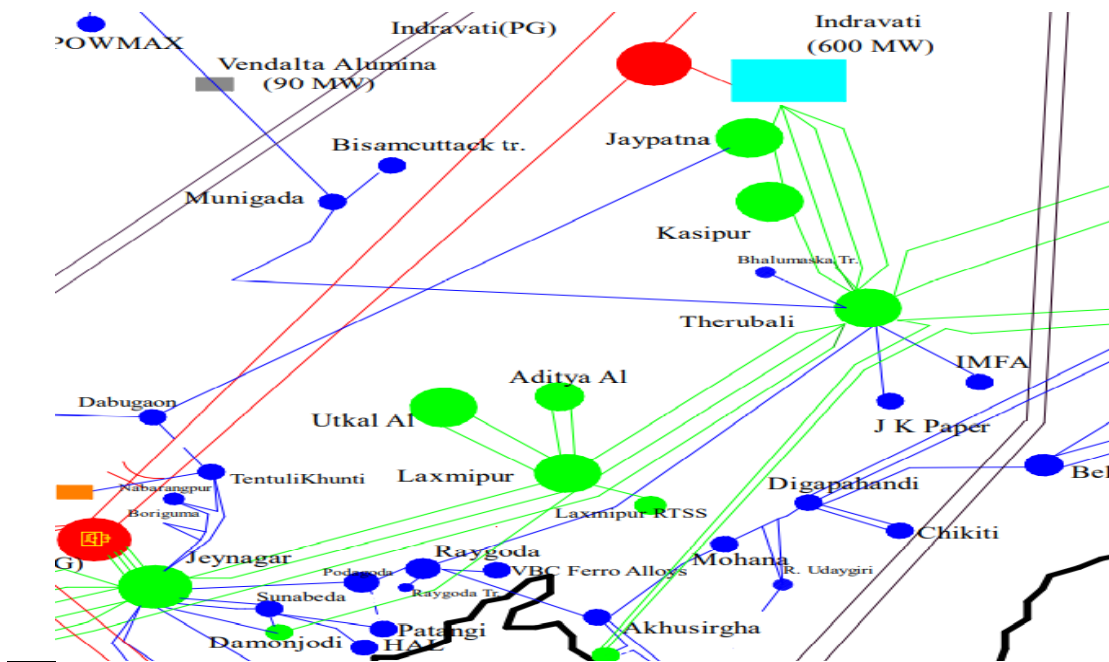 Indravati(PG)
Indravati
(600 MW)
POWMAX
Vendalta Alumina
(90 MW)
Jaypatna
Bisamcuttack tr.
Munigada
Kasipur
Bhalumaska Tr.
Therubali
IMFA
Aditya Al
Dabugaon
Utkal Al
J K Paper
Laxmipur
TentuliKhunti
Bel
Nabarangpur
Digapahandi
Boriguma
Laxmipur RTSS
Chikiti
G)
Jeynagar
Raygoda
Mohana
Podagoda
VBC Ferro Alloys
R. Udaygiri
Sunabeda
Raygoda Tr.
Patangi
Akhusirgha
Damonjodi
HAL